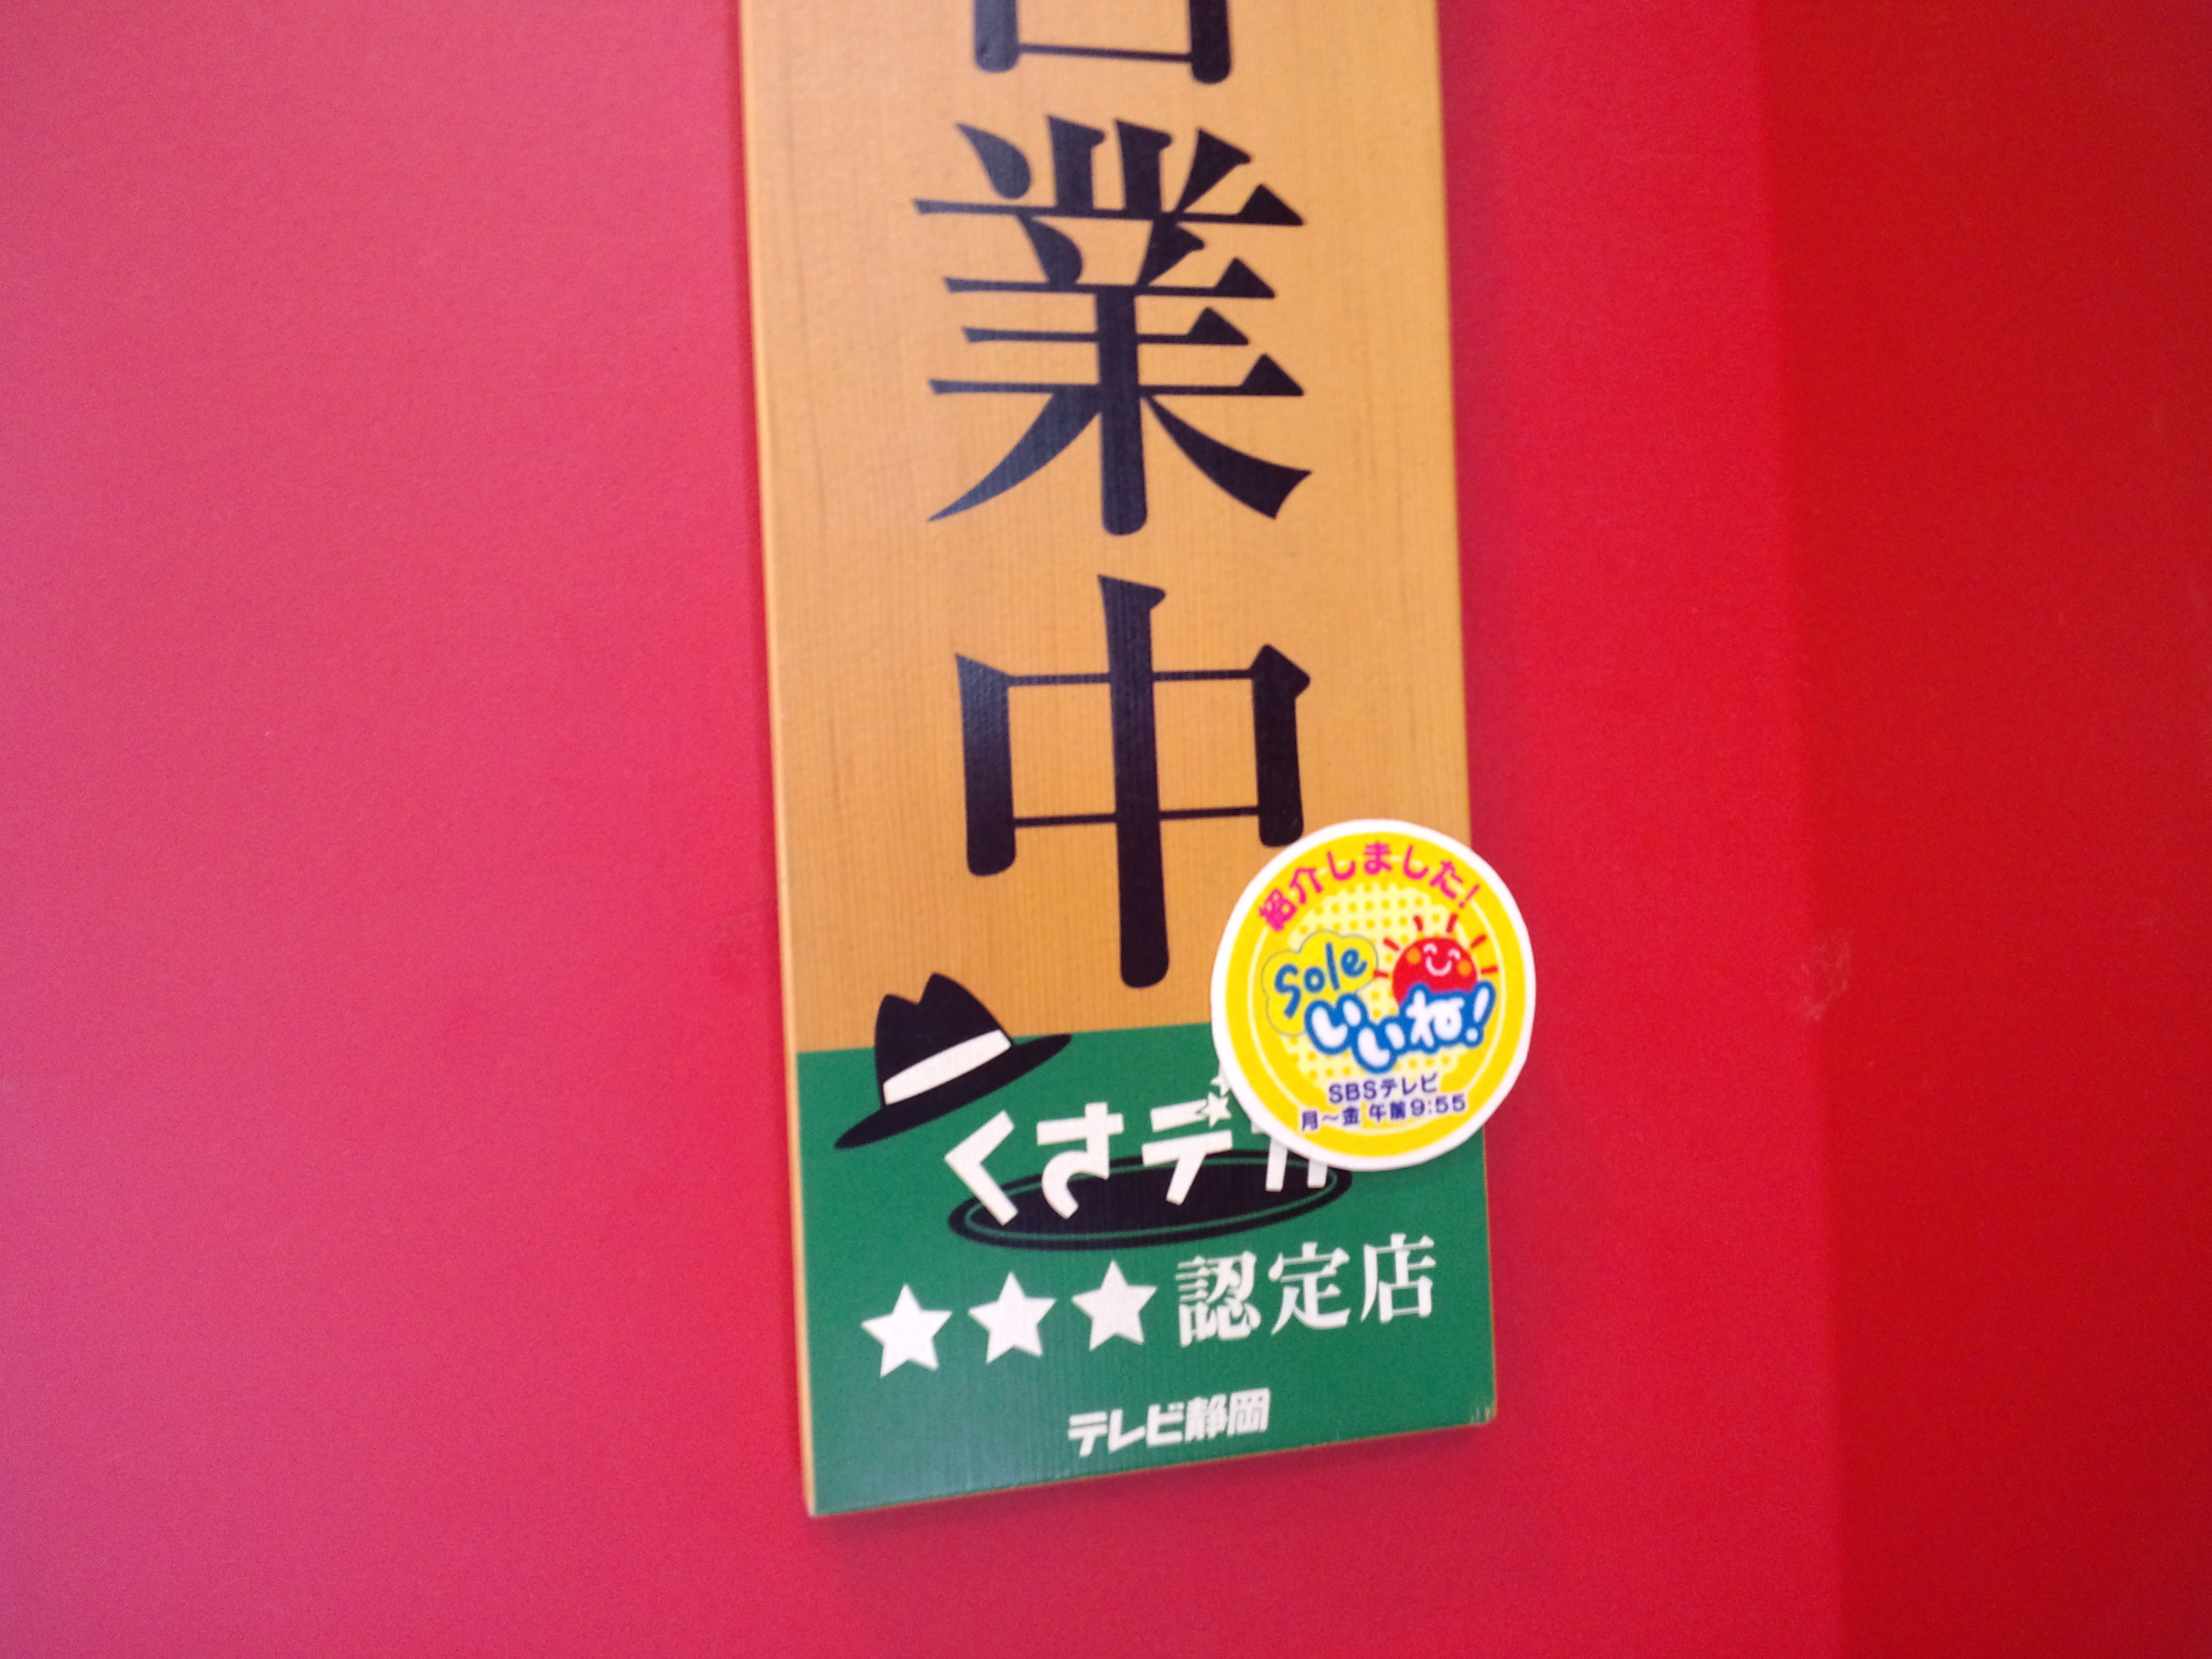 業中
紹介しました!
Sole
いいね!
SBSテレビ
月〜金 午前9:55
くさデ
★★★認定店
テレビ静岡